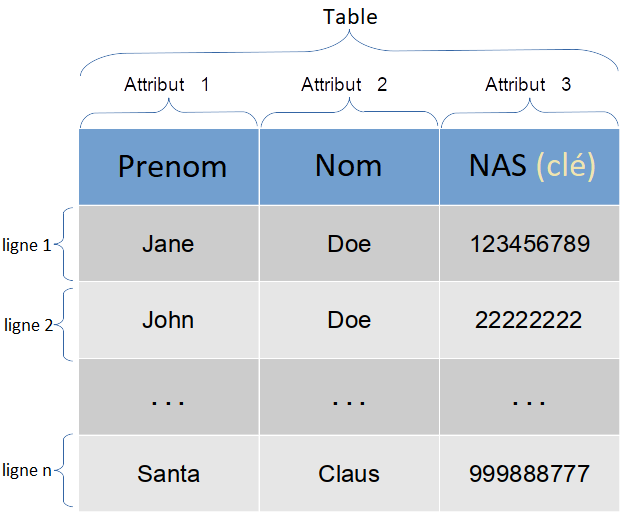 Table
Attribut 1 Attribut 2 Attribut 3
Prenom Nom NAS (clé)
ligne 1 Jane Doe 123456789
ligne 2 John Doe 22222222
... ... ...
ligne n Santa Claus 999888777